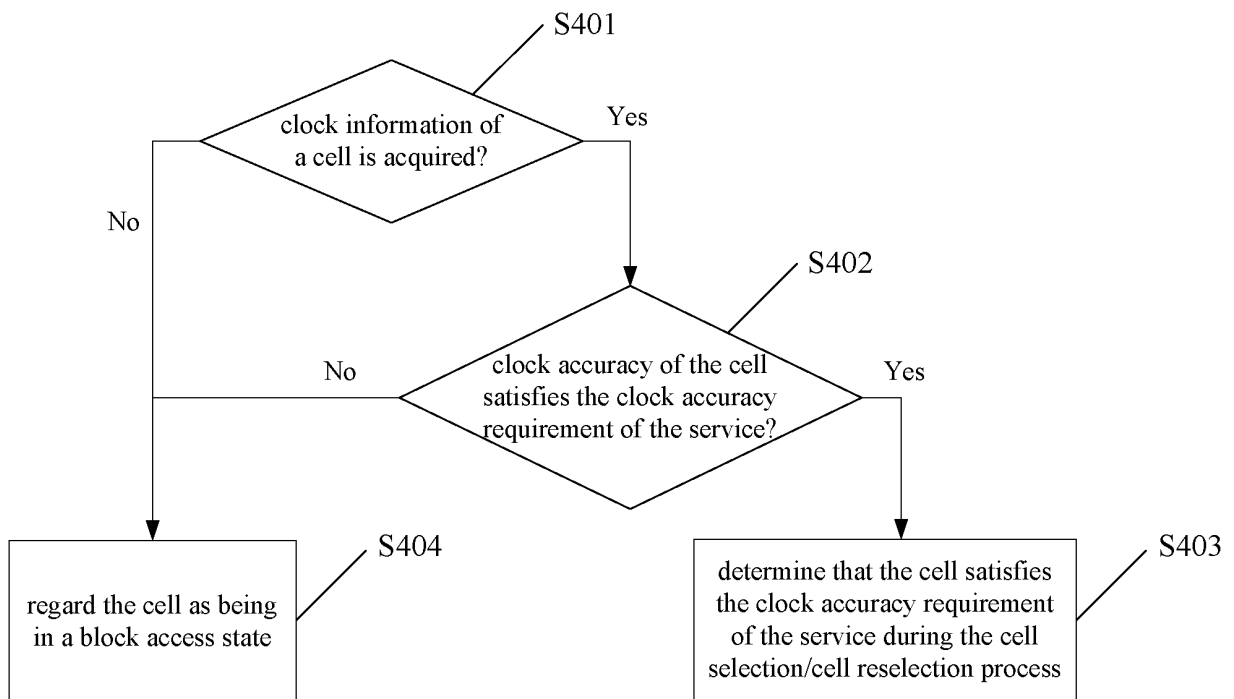 S401
clock information of
a cell is acquired?
Yes
No
S402
clock accuracy of the cell
satisfies the clock accuracy
requirement of the service?
No
Yes
S404
regard the cell as being
in a block access state
S403
determine that the cell satisfies
the clock accuracy requirement
of the service during the cell
selection/cell reselection process